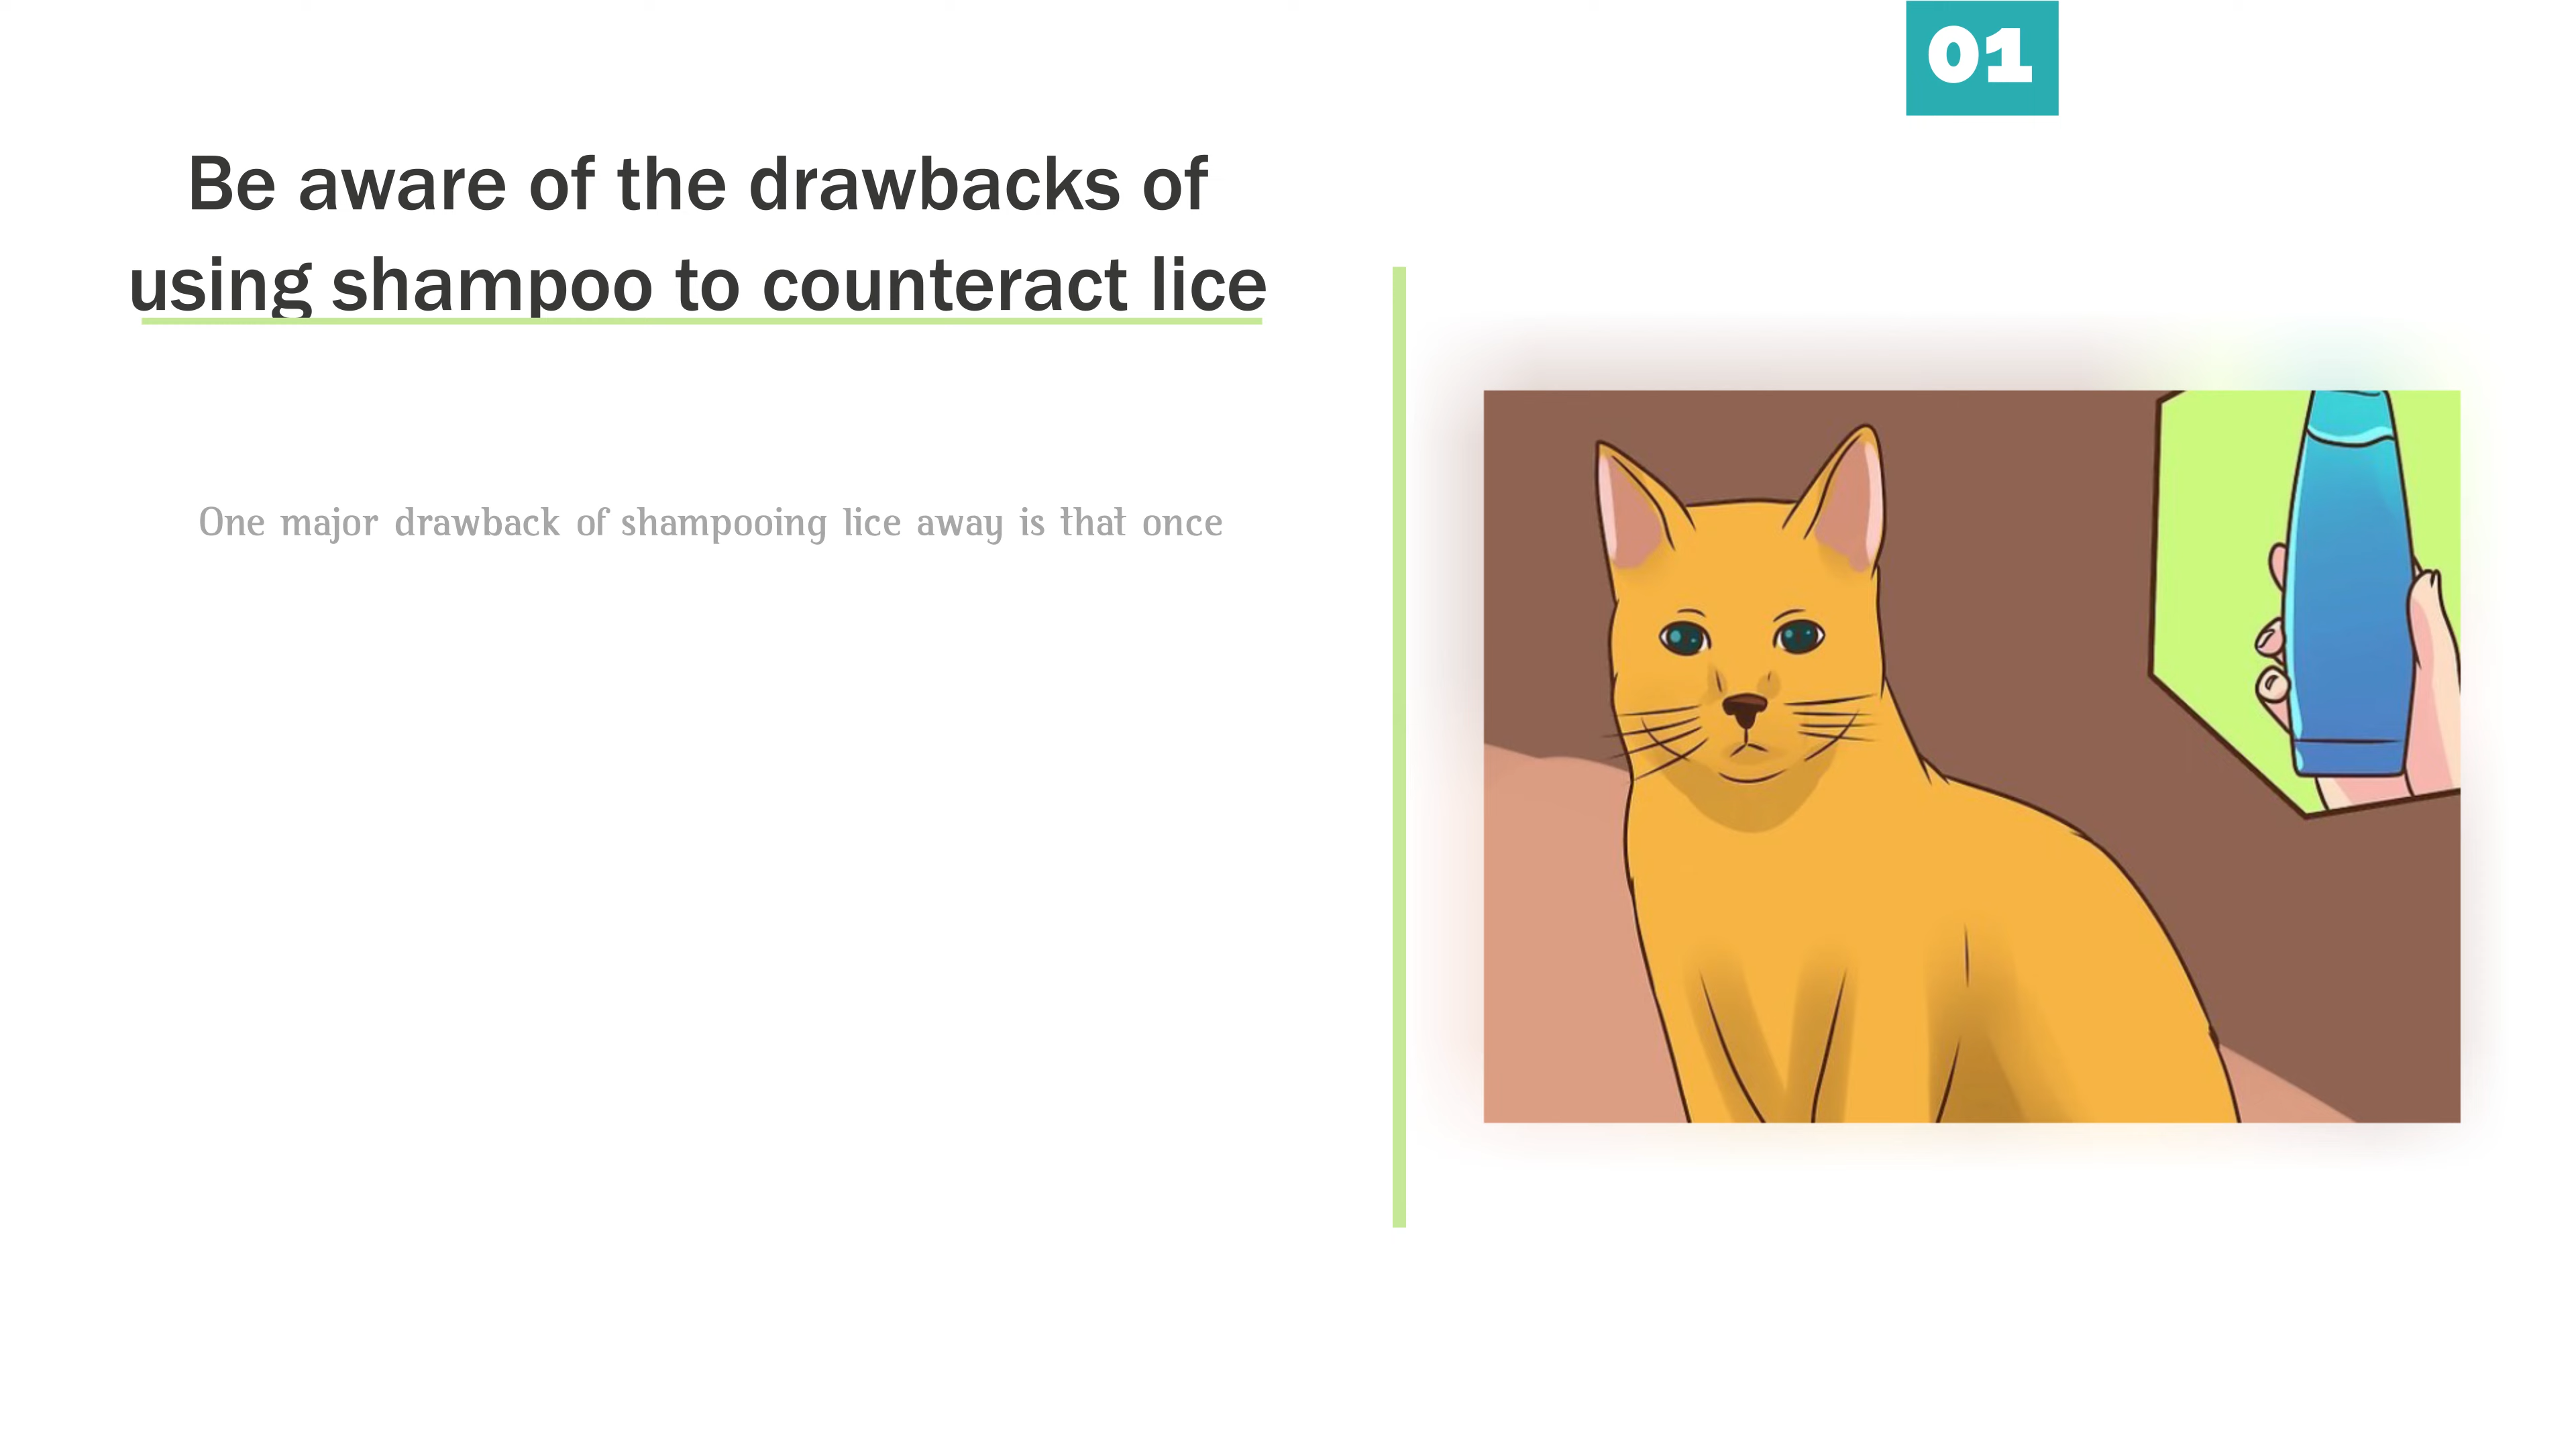 01
Be aware of the drawbacks of
using shampoo to counteract lice
One major drawback of shampooing lice away is that once